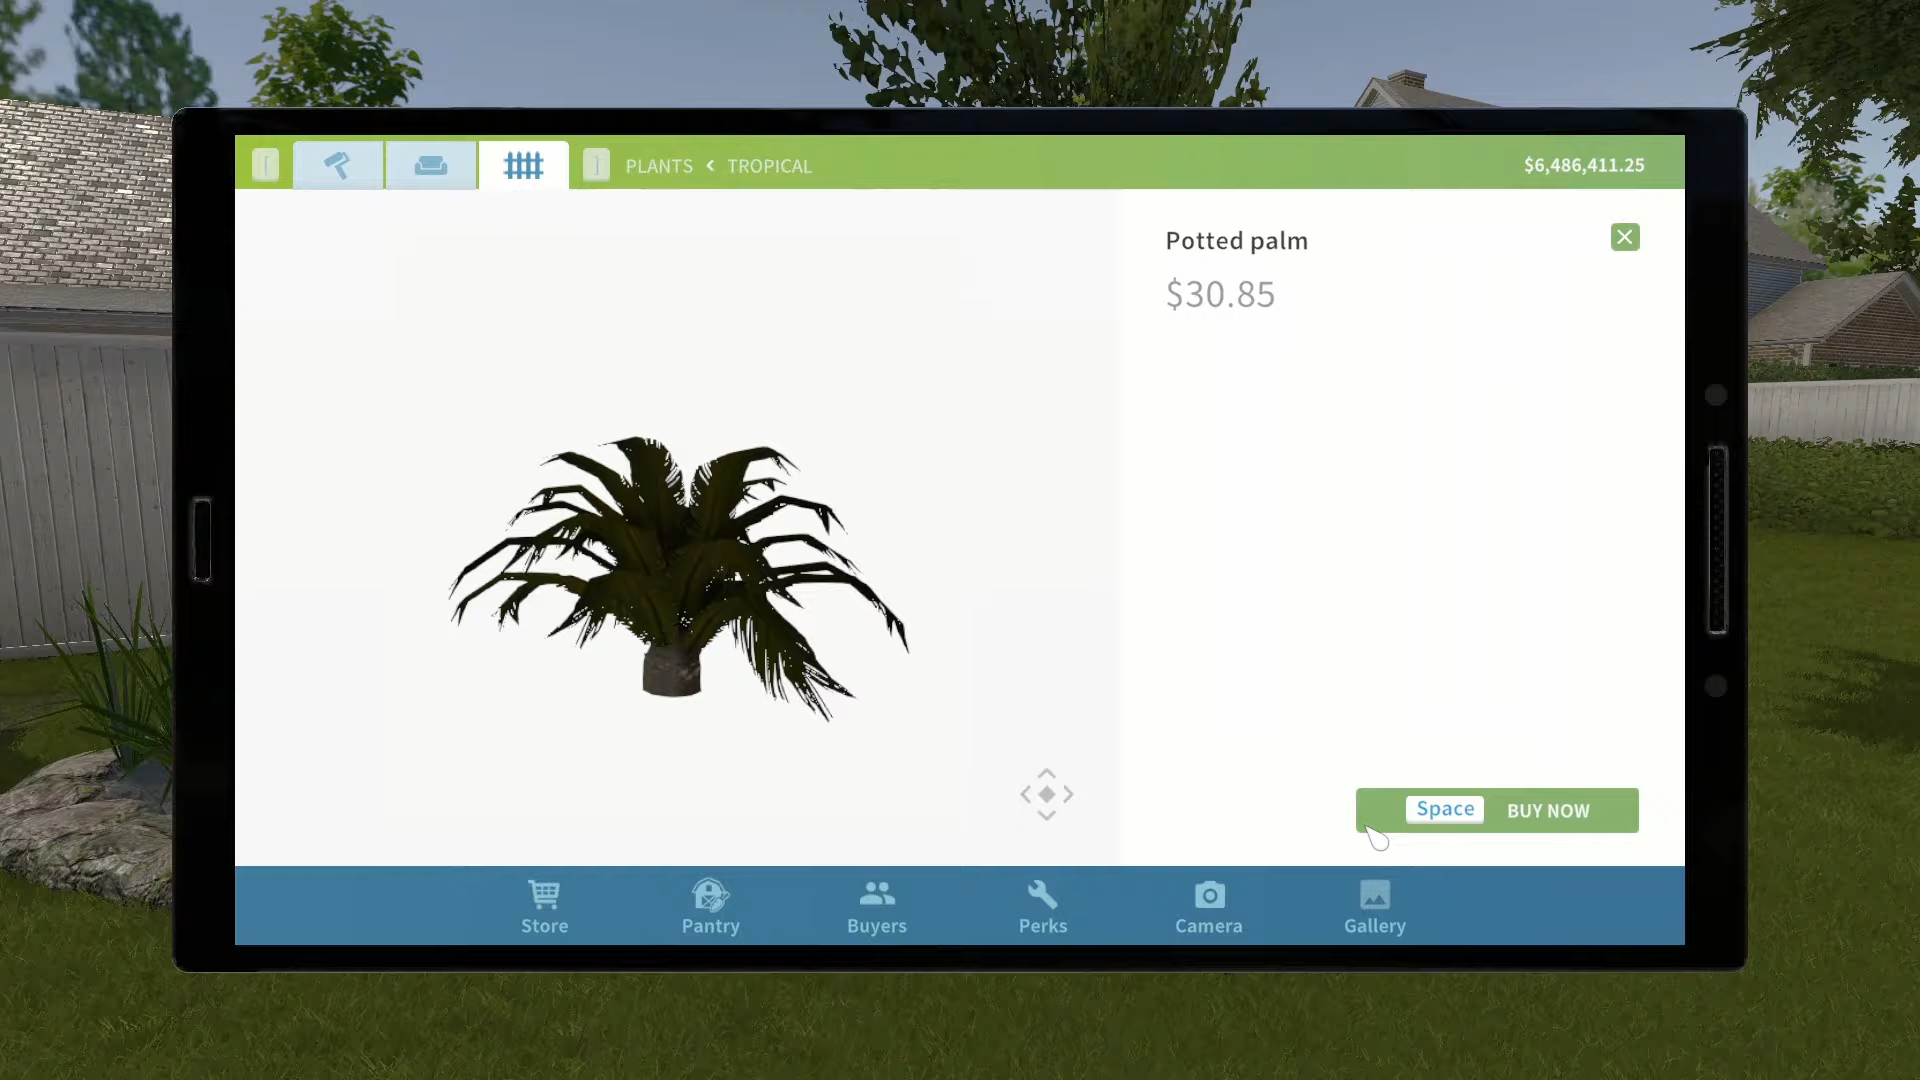 [
]
PLANTS < TROPICAL
$6,486,411.25
Potted palm
$30.85
Space BUY NOW
Store
Pantry
Buyers
Perks
Camera
Gallery